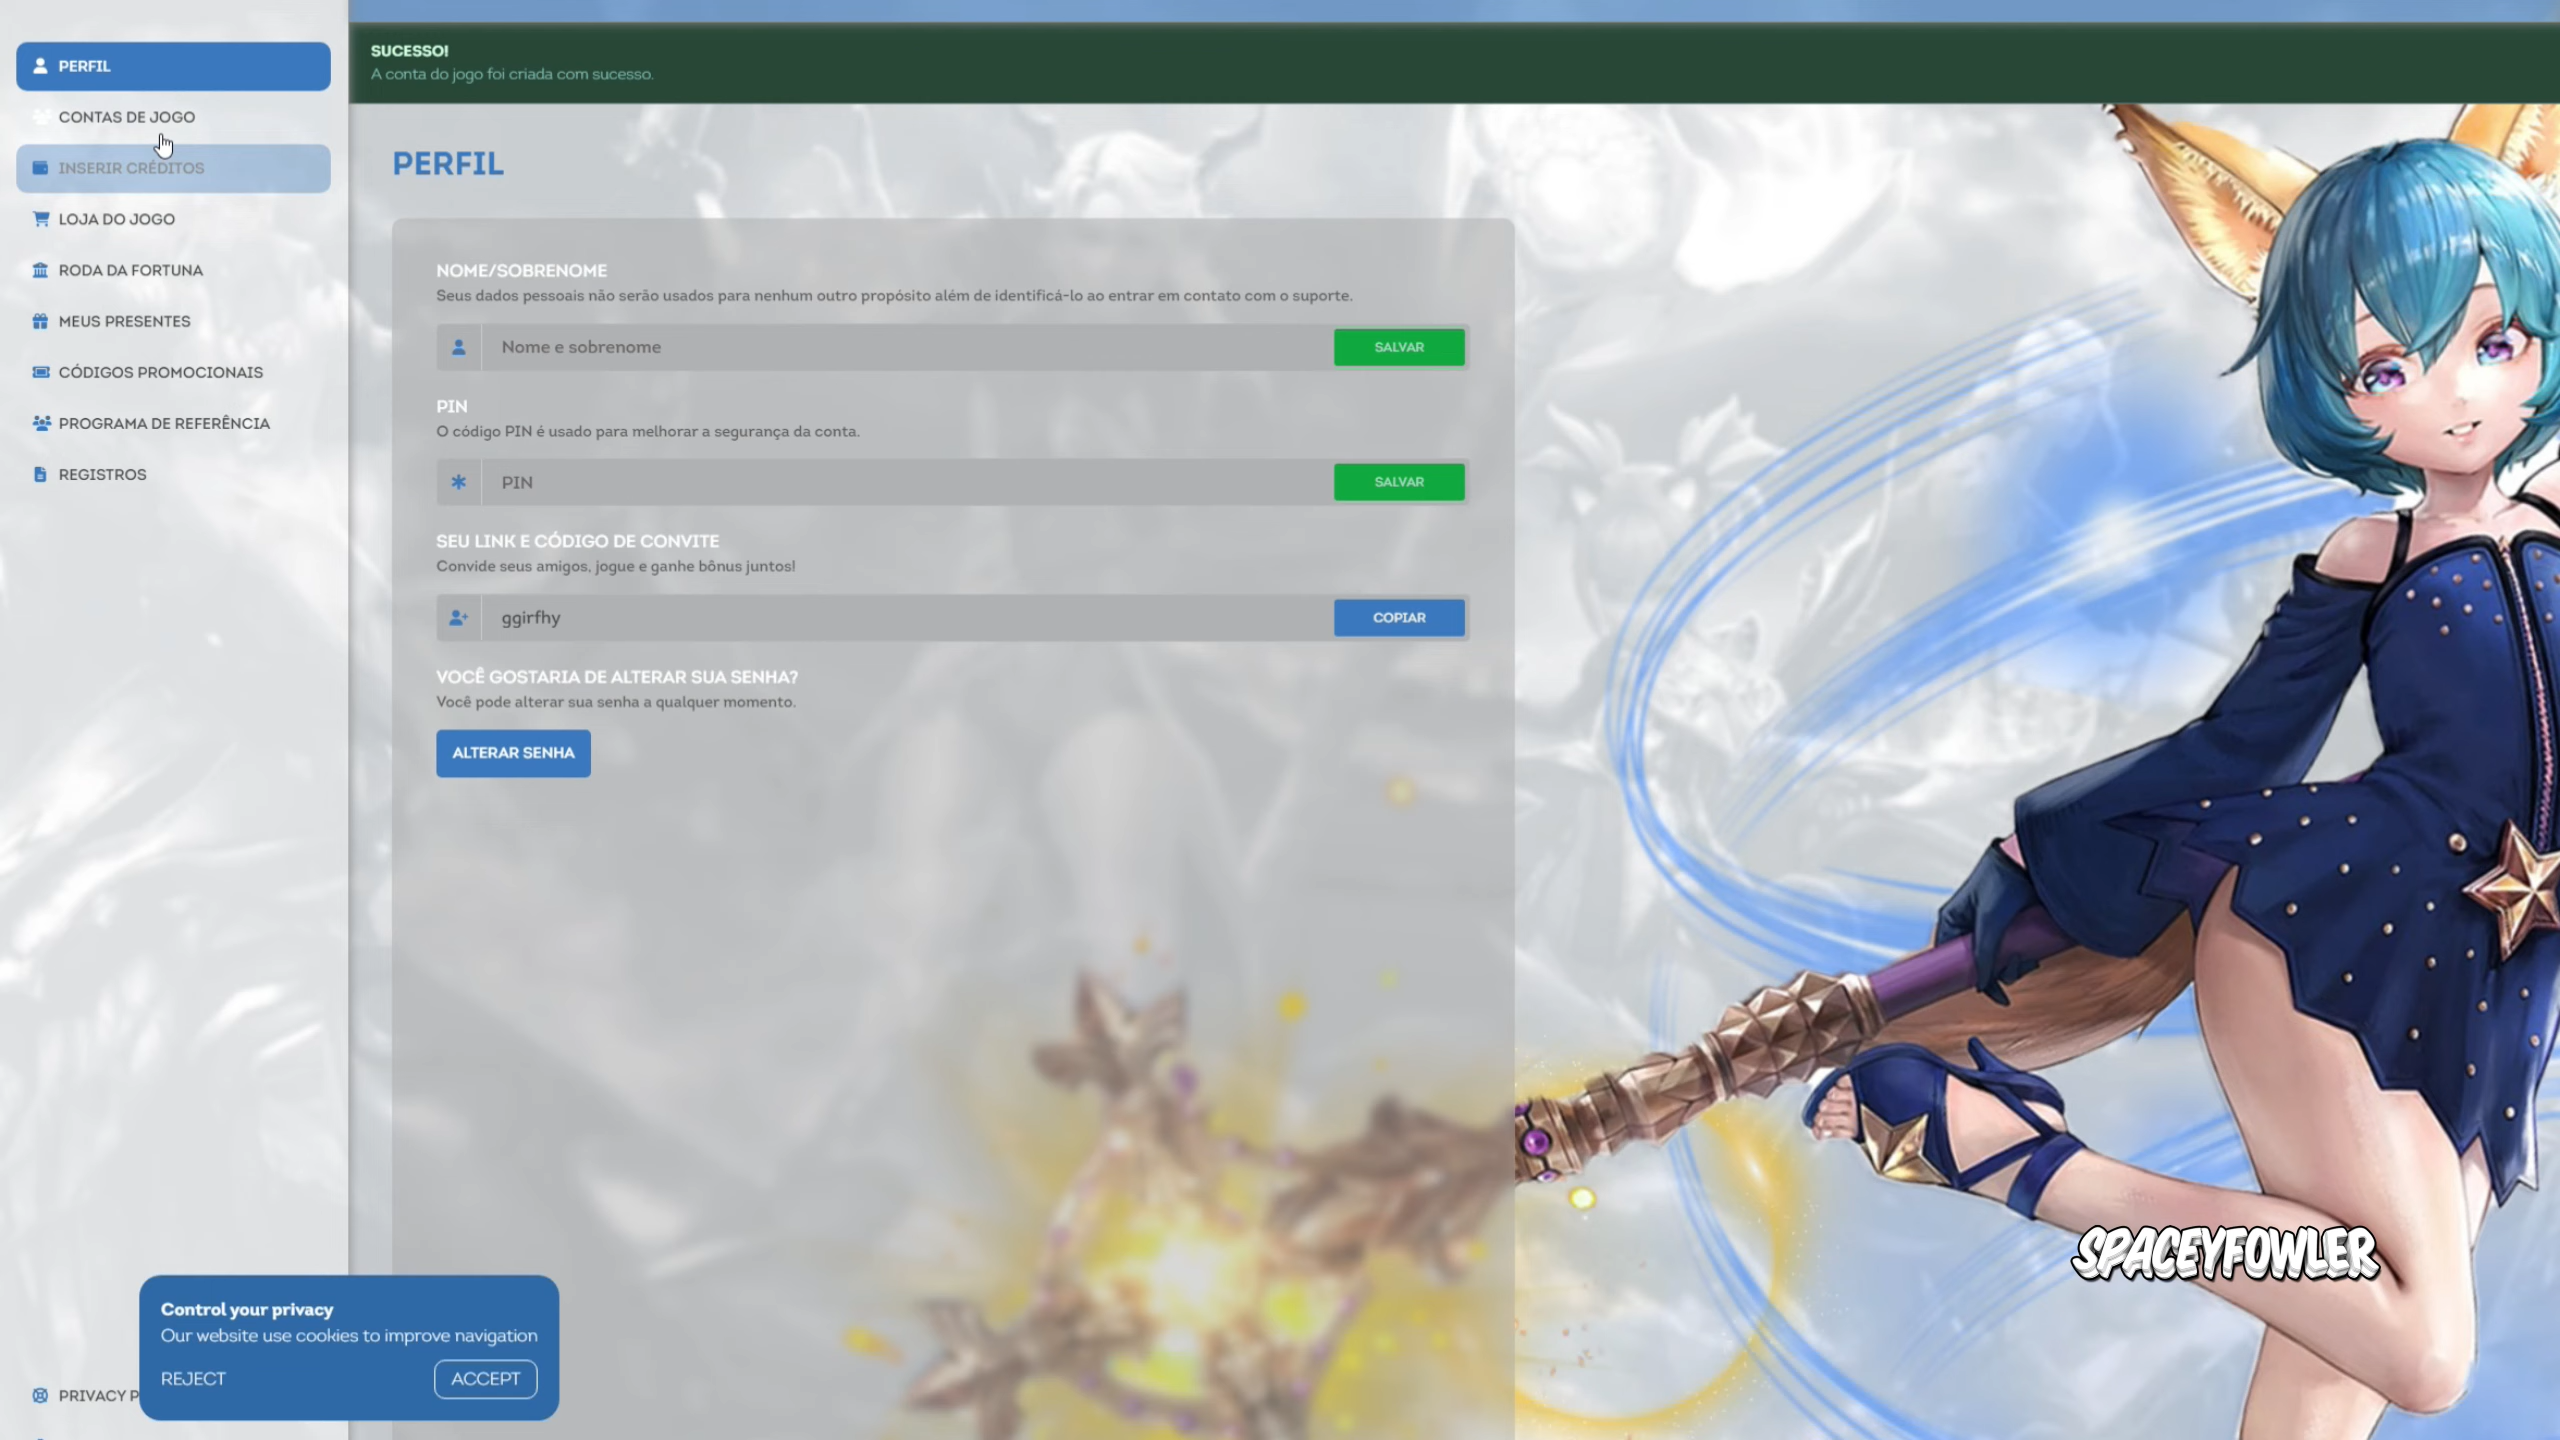 PERFIL
CONTAS DE JOGO
INSERIR CRÉDITOS
LOJA DO JOGO
RODA DA FORTUNA
MEUS PRESENTES
CÓDIGOS PROMOCIONAIS
PROGRAMA DE REFERÊNCIA
REGISTROS
SUCESSO!
A conta do jogo foi criada com sucesso.
PERFIL
NOME/SOBRENOME
Seus dados pessoais não serão usados para nenhum outro propósito além de identificá-lo ao entrar em contato com o suporte.
Nome e sobrenome
SALVAR
PIN
O código PIN é usado para melhorar a segurança da conta.
PIN
SALVAR
SEU LINK E CÓDIGO DE CONVITE
Convide seus amigos, jogue e ganhe bônus juntos!
ggirfhy
COPIAR
VOCÊ GOSTARIA DE ALTERAR SUA SENHA?
Você pode alterar sua senha a qualquer momento.
ALTERAR SENHA
SPACEYFOWLER
Control your privacy
Our website use cookies to improve navigation
REJECT
ACCEPT
PRIVACY P